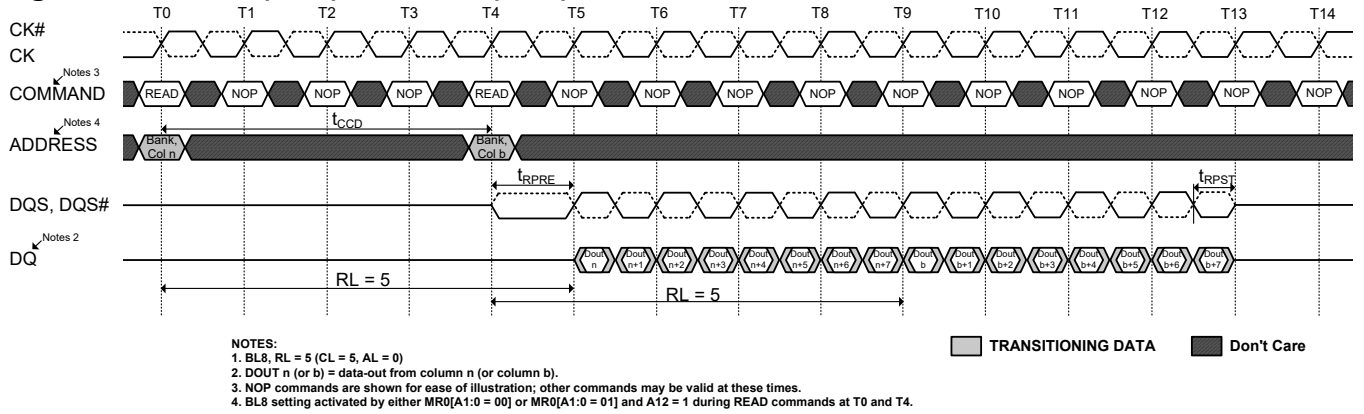 T0 T1 T2 T3 T4 T5 T6 T7 T8 T9 T10 T11 T12 T13 T14
CK#
CK
Notes 3
COMMAND READ NOP NOP NOP READ NOP NOP NOP NOP NOP NOP NOP NOP NOP NOP
tCCD
Notes 4
ADDRESS Bank, Col n Bank, Col b
tRPRE tRPST
DQS, DQS#
Notes 2
DQ Dout n Dout n+1 Dout n+2 Dout n+3 Dout n+4 Dout n+5 Dout n+6 Dout n+7 Dout b Dout b+1 Dout b+2 Dout b+3 Dout b+4 Dout b+5 Dout b+6 Dout b+7
RL = 5 RL = 5
NOTES:
1. BL8, RL = 5 (CL = 5, AL = 0)
2. DOUT n (or b) = data-out from column n (or column b).
3. NOP commands are shown for ease of illustration; other commands may be valid at these times.
4. BL8 setting activated by either MR0[A1:0 = 00] or MR0[A1:0 = 01] and A12 = 1 during READ commands at T0 and T4.
TRANSITIONING DATA Don't Care